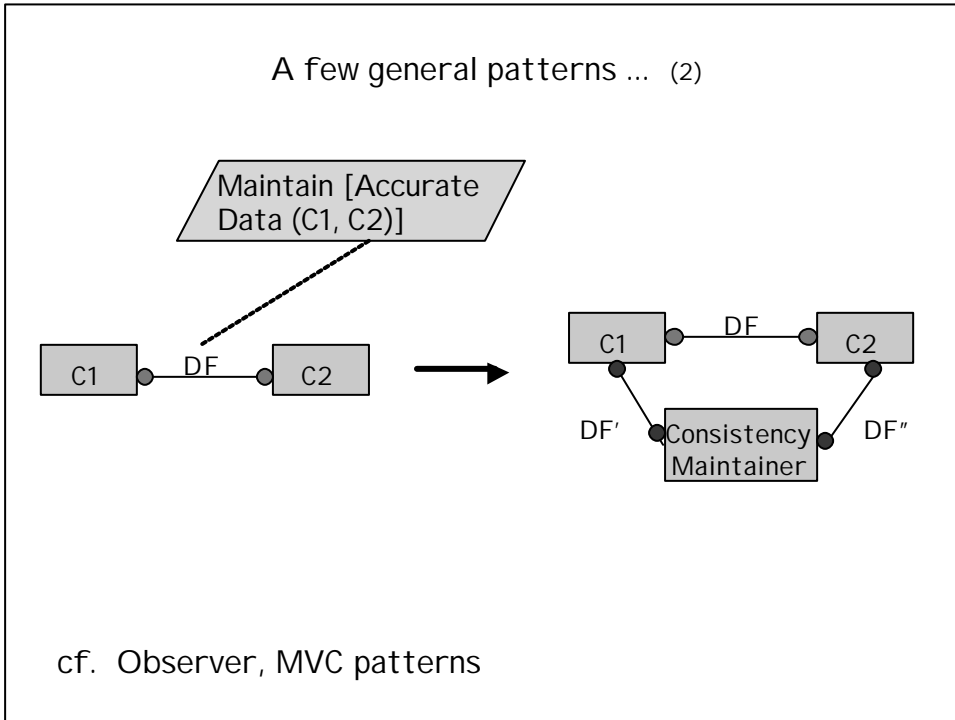 A few general patterns ... (2)
Maintain [Accurate
Data (C1, C2)]
C1
DF
C2
C1
DF
C2
DF'
Consistency
Maintainer
DF"
cf. Observer, MVC patterns